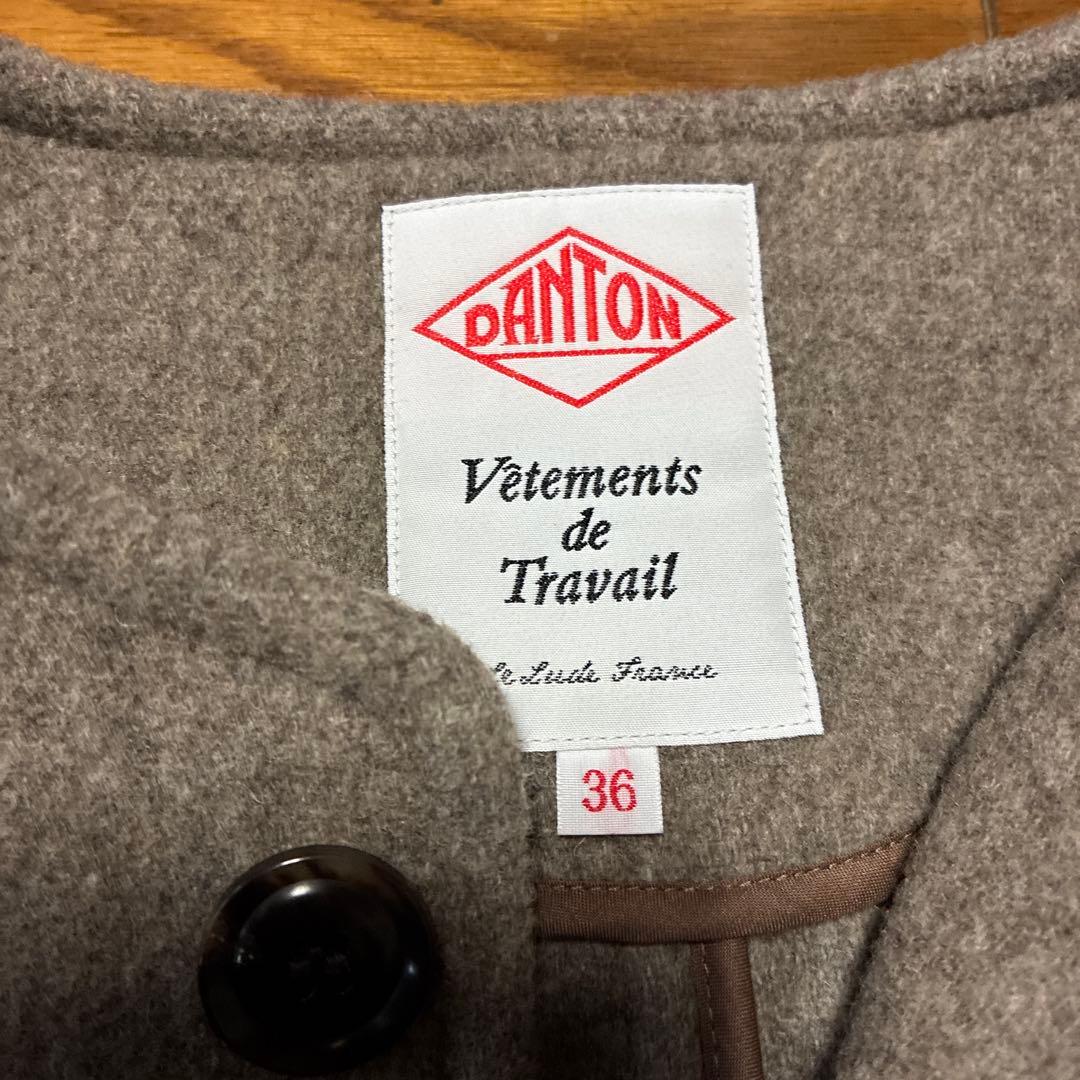 DANTON
Vêtements
de
Travail
Le Lude France
36